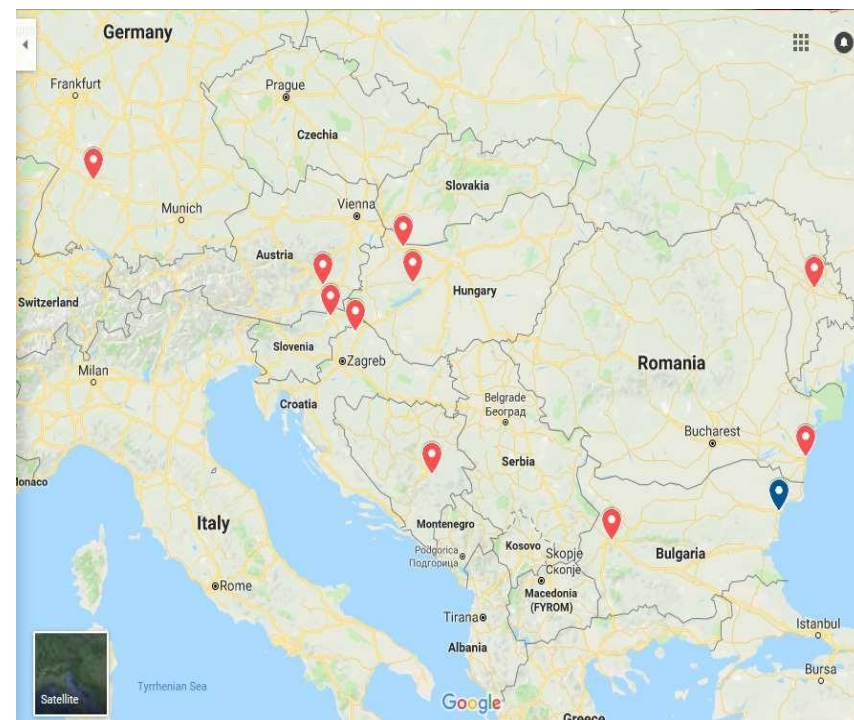 Germany
Frankfurt
Prague
Czechia
Slovakia
Vienna
Munich
Austria
Hungary
Switzerland
Slovenia
Zagreb
Milan
Romania
Croatia
Belgrade
Београд
Bucharest
Serbia
onaco
Italy
Montenegro
Podgorica
Подгорица
Kosovo
Skopje
Скопје
Bulgaria
Rome
Macedonia
(FYROM)
Tirana
Albania
Istanbul
Bursa
Satellite
Tyrrhenian Sea
Google
Greece